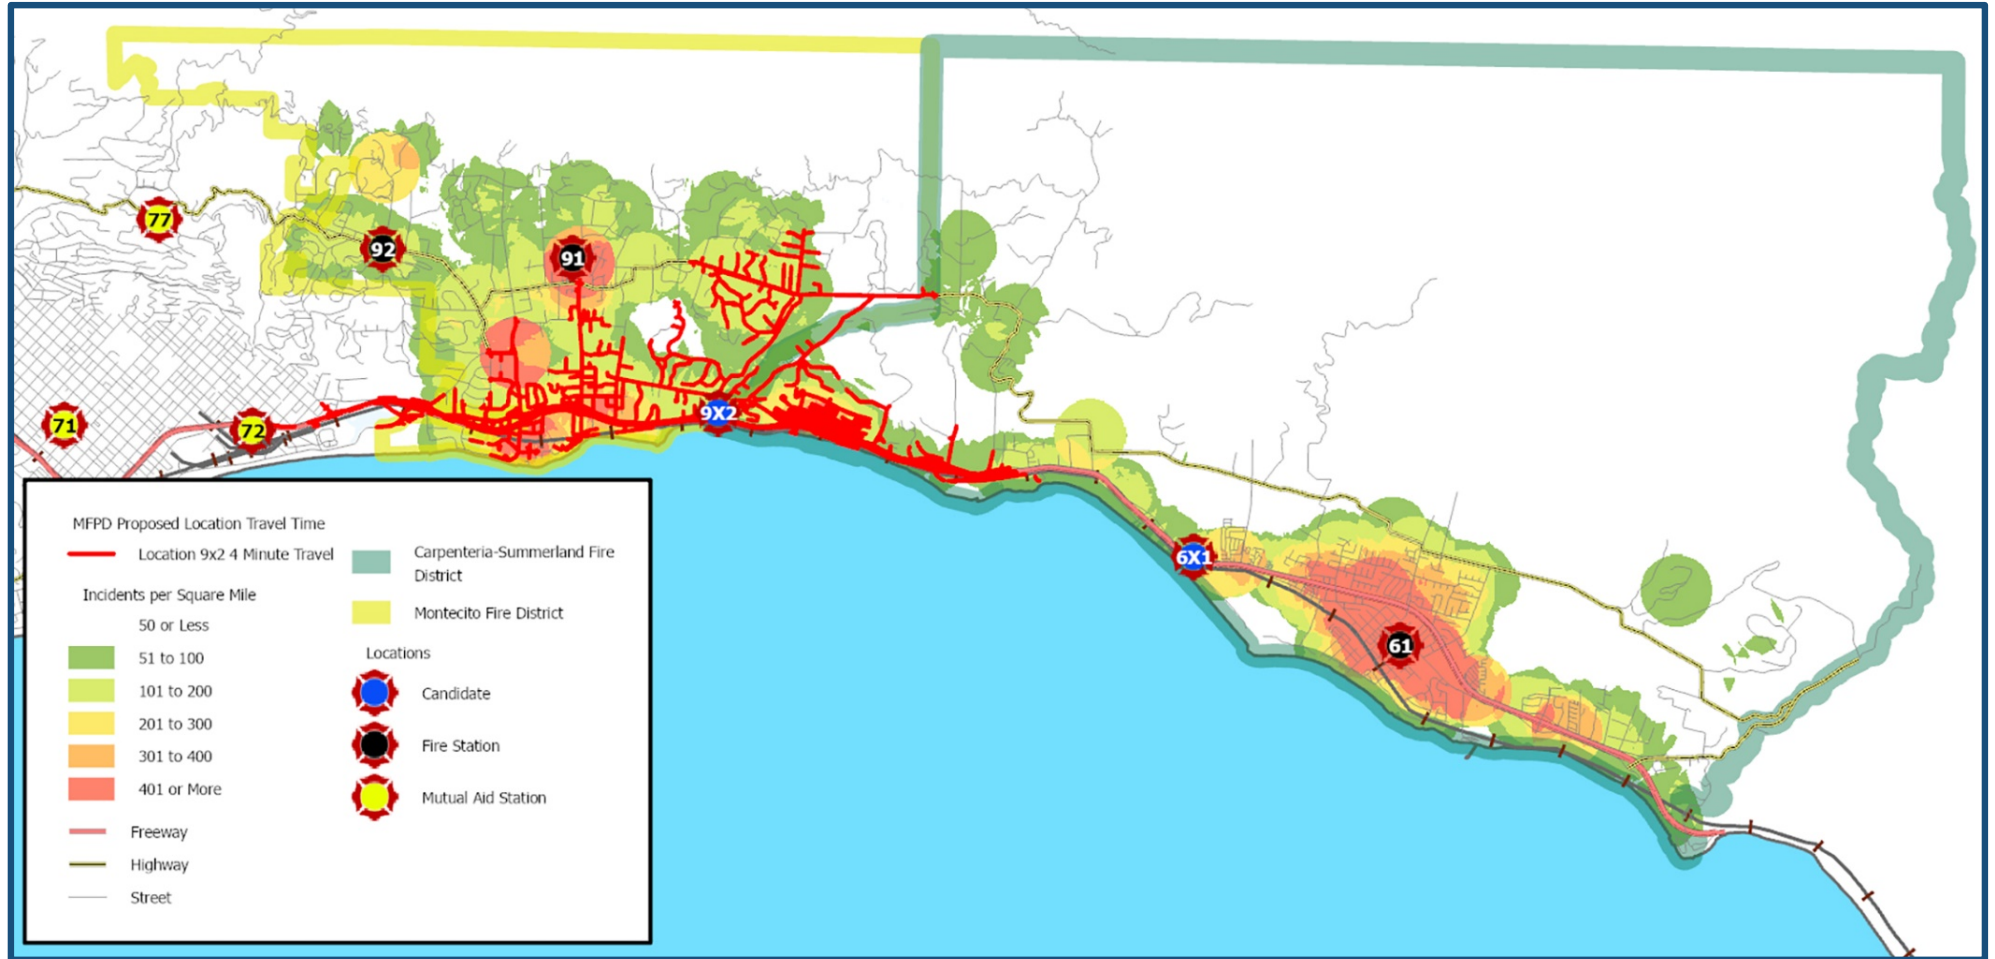 77
92
91
9X2
71
72
6X1
61
MFPD Proposed Location Travel Time
Location 9x2 4 Minute Travel
Incidents per Square Mile
50 or Less
51 to 100
101 to 200
201 to 300
301 to 400
401 or More
Freeway
Highway
Street
Carpenteria-Summerland Fire
District
Montecito Fire District
Locations
Candidate
Fire Station
Mutual Aid Station